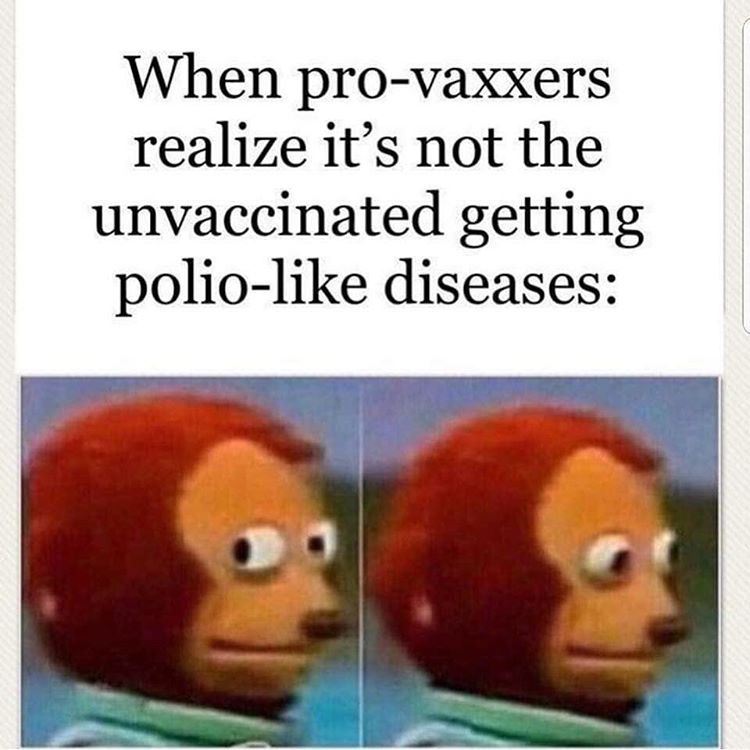 When pro-vaxxers
realize it’s not the
unvaccinated getting
polio-like diseases: